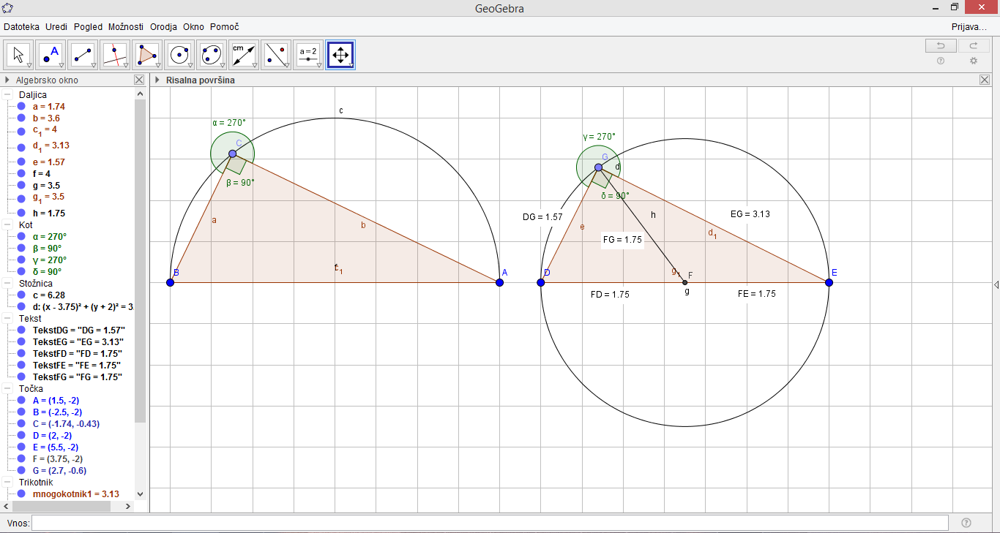 GeoGebra
Datoteka Uredi Pogled Možnosti Orodja Okno Pomoč
Prijava...
A
cm
a=2
Algebrsko okno
Risalna površina
Daljica
a = 1.74
b = 3.6
c₁ = 4
d₁ = 3.13
e = 1.57
f = 4
g = 3.5
g₁ = 3.5
h = 1.75
Kot
α = 270°
β = 90°
γ = 270°
δ = 90°
Stožnica
c = 6.28
d: (x - 3.75)² + (y + 2)² = 3.
Tekst
TekstDG = "DG = 1.57"
TekstEG = "EG = 3.13"
TekstFD = "FD = 1.75"
TekstFE = "FE = 1.75"
TekstFG = "FG = 1.75"
Točka
A = (1.5, -2)
B = (-2.5, -2)
C = (-1.74, -0.43)
D = (2, -2)
E = (5.5, -2)
F = (3.75, -2)
G = (2.7, -0.6)
Trikotnik
mnogokotnik1 = 3.13
c
α = 270°
C
β = 90°
a
b
c₁
B
A
γ = 270°
G
d
δ = 90°
DG = 1.57
h
EG = 3.13
e
FG = 1.75
d₁
D
g₁
F
E
g
FD = 1.75
FE = 1.75
Vnos: